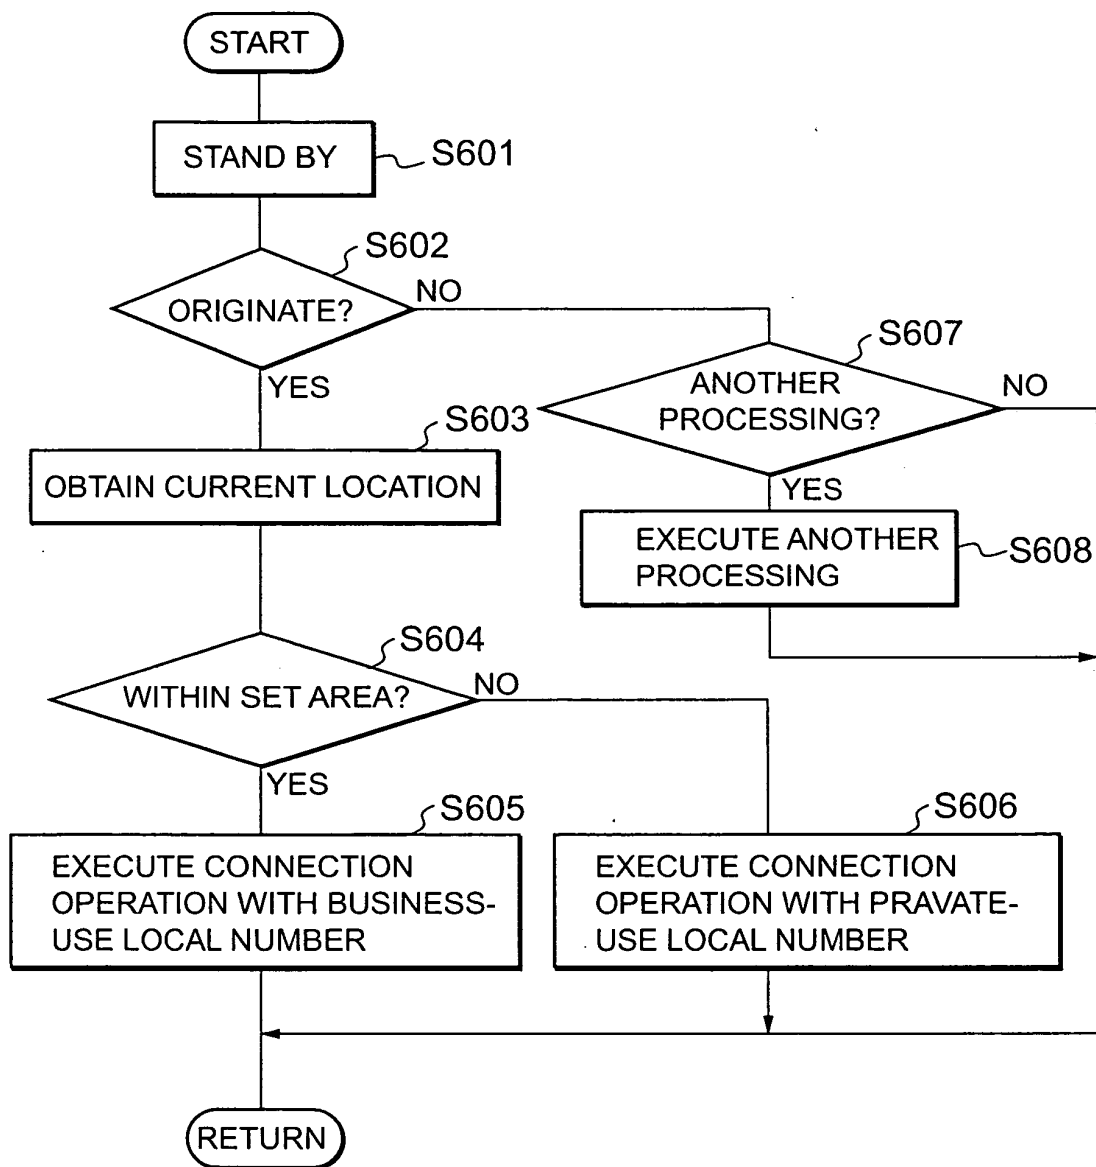 START
STAND BY
S601
S602
ORIGINATE?
NO
YES
S607
ANOTHER
PROCESSING?
NO
YES
S603
OBTAIN CURRENT LOCATION
EXECUTE ANOTHER
PROCESSING
S608
S604
WITHIN SET AREA?
NO
YES
S605
EXECUTE CONNECTION
OPERATION WITH BUSINESS-
USE LOCAL NUMBER
S606
EXECUTE CONNECTION
OPERATION WITH PRAVATE-
USE LOCAL NUMBER
RETURN